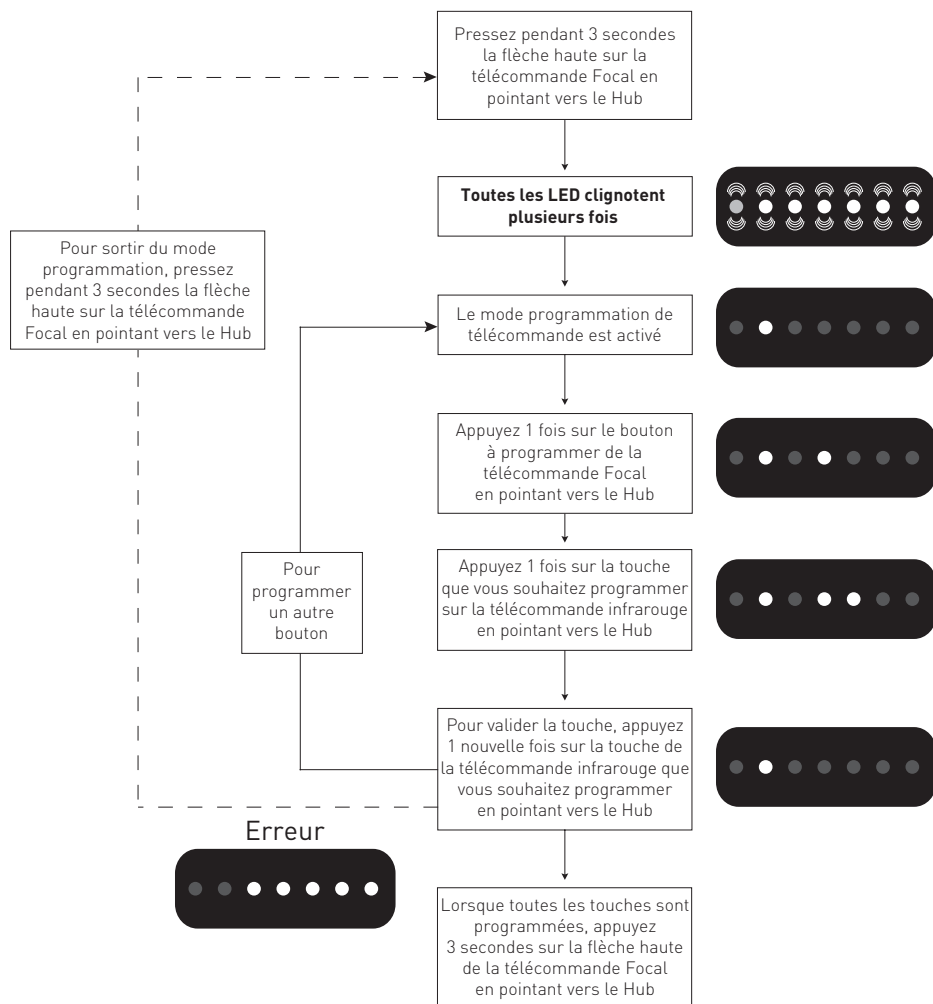 Pressez pendant 3 secondes
la flèche haute sur la
télécommande Focal en
pointant vers le Hub
Toutes les LED clignotent
plusieurs fois
Pour sortir du mode
programmation, pressez
pendant 3 secondes la flèche
haute sur la télécommande
Focal en pointant vers le Hub
Le mode programmation de
télécommande est activé
Appuyez 1 fois sur le bouton
à programmer de la
télécommande Focal
en pointant vers le Hub
Pour
programmer
un autre
bouton
Appuyez 1 fois sur la touche
que vous souhaitez programmer
sur la télécommande infrarouge
en pointant vers le Hub
Pour valider la touche, appuyez
1 nouvelle fois sur la touche de
la télécommande infrarouge que
vous souhaitez programmer
en pointant vers le Hub
Erreur
Lorsque toutes les touches sont
programmées, appuyez
3 secondes sur la flèche haute
de la télécommande Focal
en pointant vers le Hub